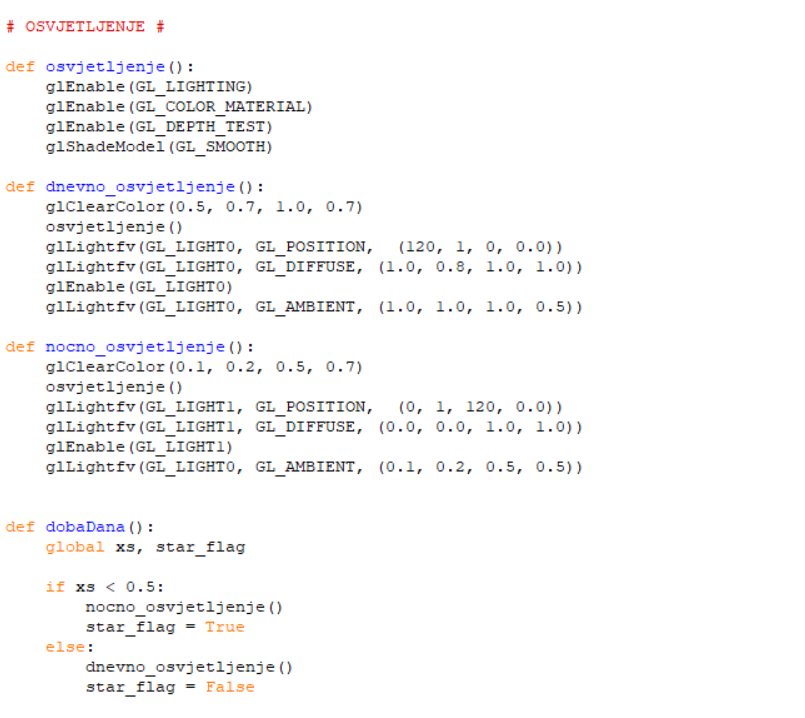 # OSVJETLJENJE #
def osvjetljenje():
    glEnable(GL_LIGHTING)
    glEnable(GL_COLOR_MATERIAL)
    glEnable(GL_DEPTH_TEST)
    glShadeModel(GL_SMOOTH)
def dnevno_osvjetljenje():
    glClearColor(0.5, 0.7, 1.0, 0.7)
    osvjetljenje()
    glLightfv(GL_LIGHT0, GL_POSITION,  (120, 1, 0, 0.0))
    glLightfv(GL_LIGHT0, GL_DIFFUSE, (1.0, 0.8, 1.0, 1.0))
    glEnable(GL_LIGHT0)
    glLightfv(GL_LIGHT0, GL_AMBIENT, (1.0, 1.0, 1.0, 0.5))
def nocno_osvjetljenje():
    glClearColor(0.1, 0.2, 0.5, 0.7)
    osvjetljenje()
    glLightfv(GL_LIGHT1, GL_POSITION,  (0, 1, 120, 0.0))
    glLightfv(GL_LIGHT1, GL_DIFFUSE, (0.0, 0.0, 1.0, 1.0))
    glEnable(GL_LIGHT1)
    glLightfv(GL_LIGHT0, GL_AMBIENT, (0.1, 0.2, 0.5, 0.5))
def dobaDana():
    global xs, star_flag
    if xs < 0.5:
        nocno_osvjetljenje()
        star_flag = True
    else:
        dnevno_osvjetljenje()
        star_flag = False